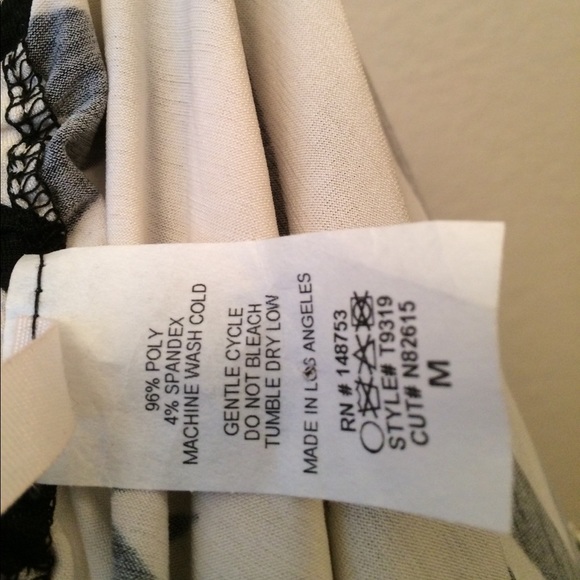 96% POLY
4% SPANDEX
MACHINE WASH COLD
GENTLE CYCLE
DO NOT BLEACH
TUMBLE DRY LOW
MADE IN LOS ANGELES
RN # 148753
STYLE# T9319
CUT# N82615
M